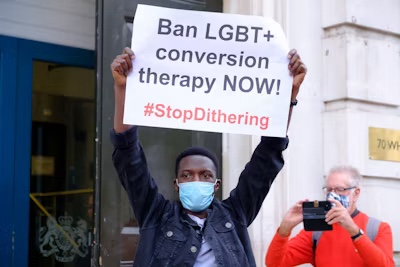 Ban LGBT+
conversion
therapy NOW!
#StopDithering
70 WH